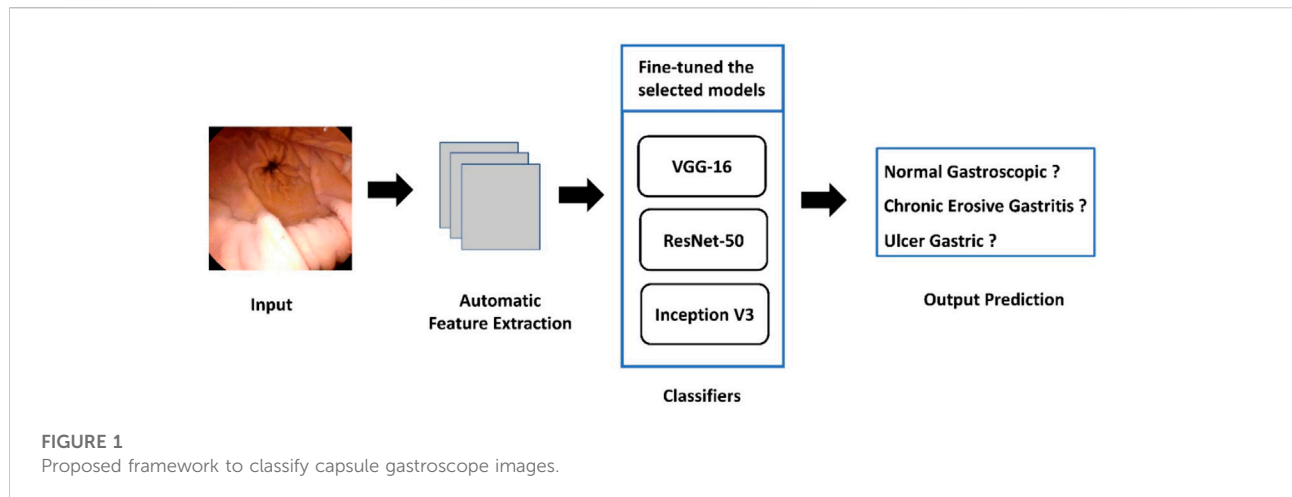 Fine-tuned the
selected models
VGG-16
ResNet-50
Inception V3
Classifiers
Input
Automatic
Feature Extraction
Normal Gastroscopic ?
Chronic Erosive Gastritis ?
Ulcer Gastric ?
Output Prediction
FIGURE 1
Proposed framework to classify capsule gastroscope images.